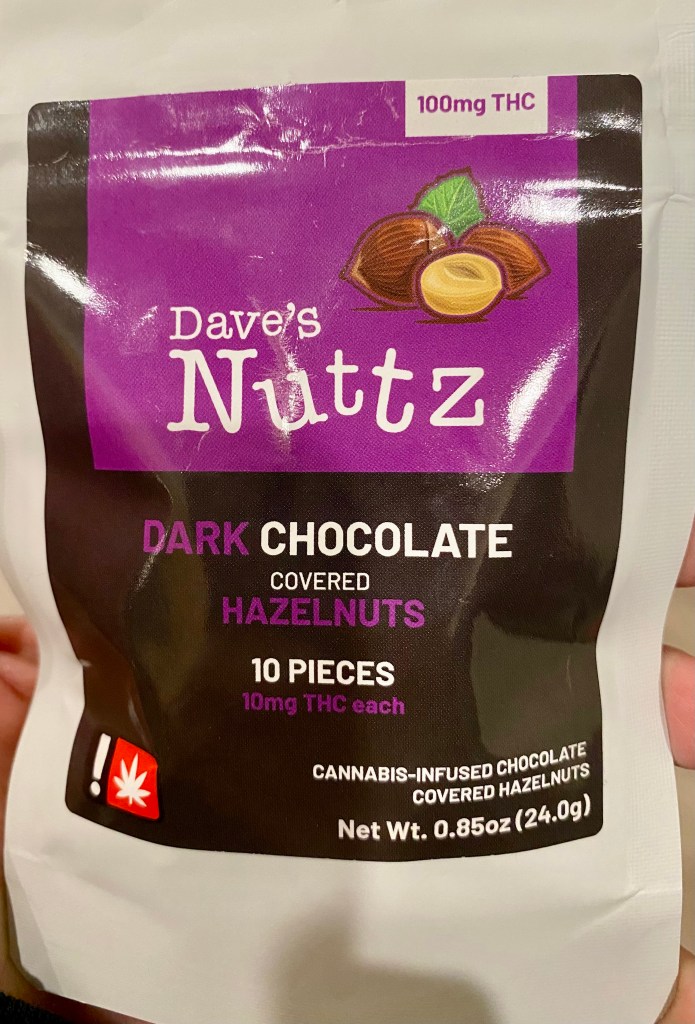 100mg THC
Dave's
Nuttz
DARK CHOCOLATE
COVERED
HAZELNUTS
10 PIECES
10mg THC each
!
CANNABIS-INFUSED CHOCOLATE
COVERED HAZELNUTS
Net Wt. 0.85oz (24.0g)